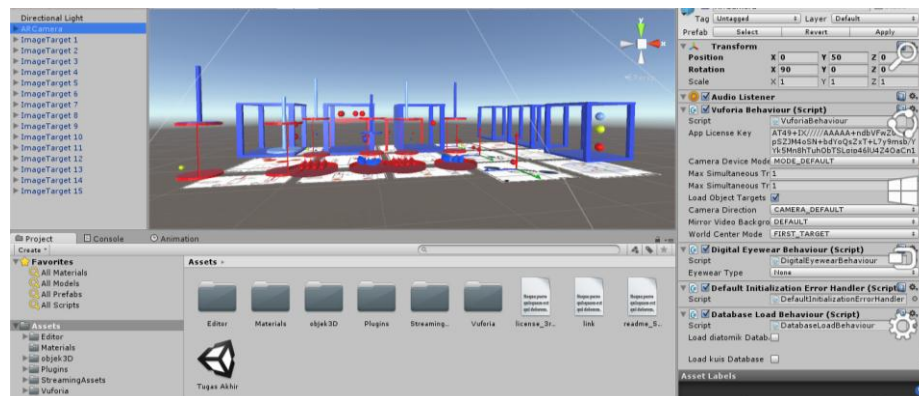 Directional Light
ARCamera
ImageTarget 1
ImageTarget 2
ImageTarget 3
ImageTarget 4
ImageTarget 5
ImageTarget 6
ImageTarget 7
ImageTarget 8
ImageTarget 9
ImageTarget 10
ImageTarget 11
ImageTarget 12
ImageTarget 13
ImageTarget 14
ImageTarget 15
Project Console Animation
Create
Favorites
All Materials
All Models
All Prefabs
All Scripts
Assets
Editor
Materials
objek3D
Plugins
StreamingAssets
Vuforia
Assets
Editor Materials objek3D Plugins Streaming.. Vuforia license_3r... link readme_S..
Tugas Akhir
Tag Untagged Layer Default
Prefab Select Revert Apply
Transform
Position X 0 Y 50 Z 0
Rotation X 90 Y 0 Z 0
Scale X 1 Y 1 Z 1
Audio Listener
Vuforia Behaviour (Script)
Script VuforiaBehaviour
App License Key
Camera Device Mode MODE_DEFAULT
Max Simultaneous Tr 1
Max Simultaneous Tr 1
Load Object Targets
Camera Direction CAMERA_DEFAULT
Mirror Video Backgro DEFAULT
World Center Mode FIRST_TARGET
Digital Eyewear Behaviour (Script)
Script DigitalEyewearBehaviour
Eyewear Type None
Default Initialization Error Handler (Script)
Script DefaultInitializationErrorHandler
Database Load Behaviour (Script)
Script DatabaseLoadBehaviour
Load diatomik Datab
Load kuis Database
Asset Labels